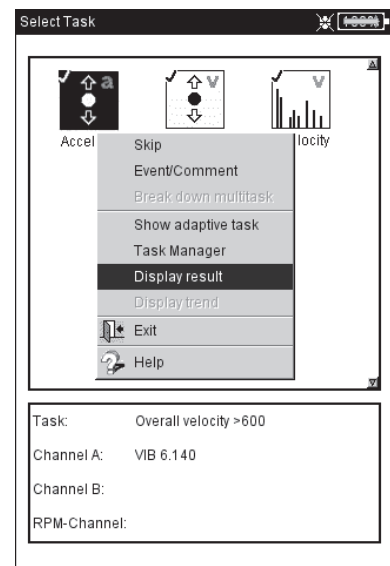 Select Task
a
v
v
Accel
locity
Skip
Event/Comment
Break down multitask
Show adaptive task
Task Manager
Display result
Display trend
Exit
Help
Task: Overall velocity >600
Channel A: VIB 6.140
Channel B:
RPM-Channel: